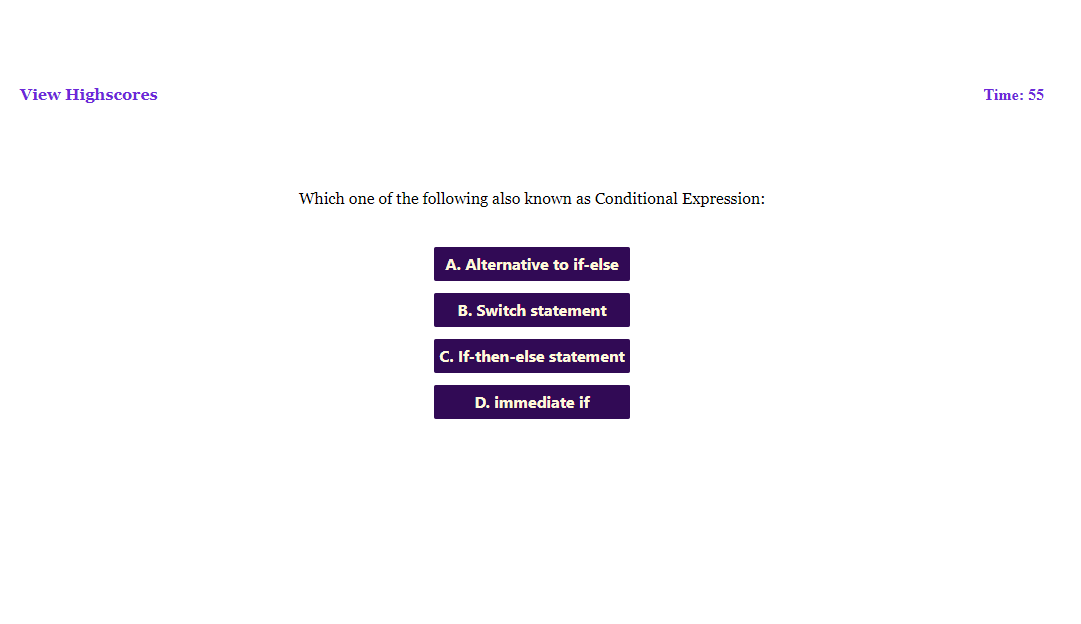 View Highscores
Time: 55
Which one of the following also known as Conditional Expression:
A. Alternative to if-else
B. Switch statement
C. If-then-else statement
D. immediate if